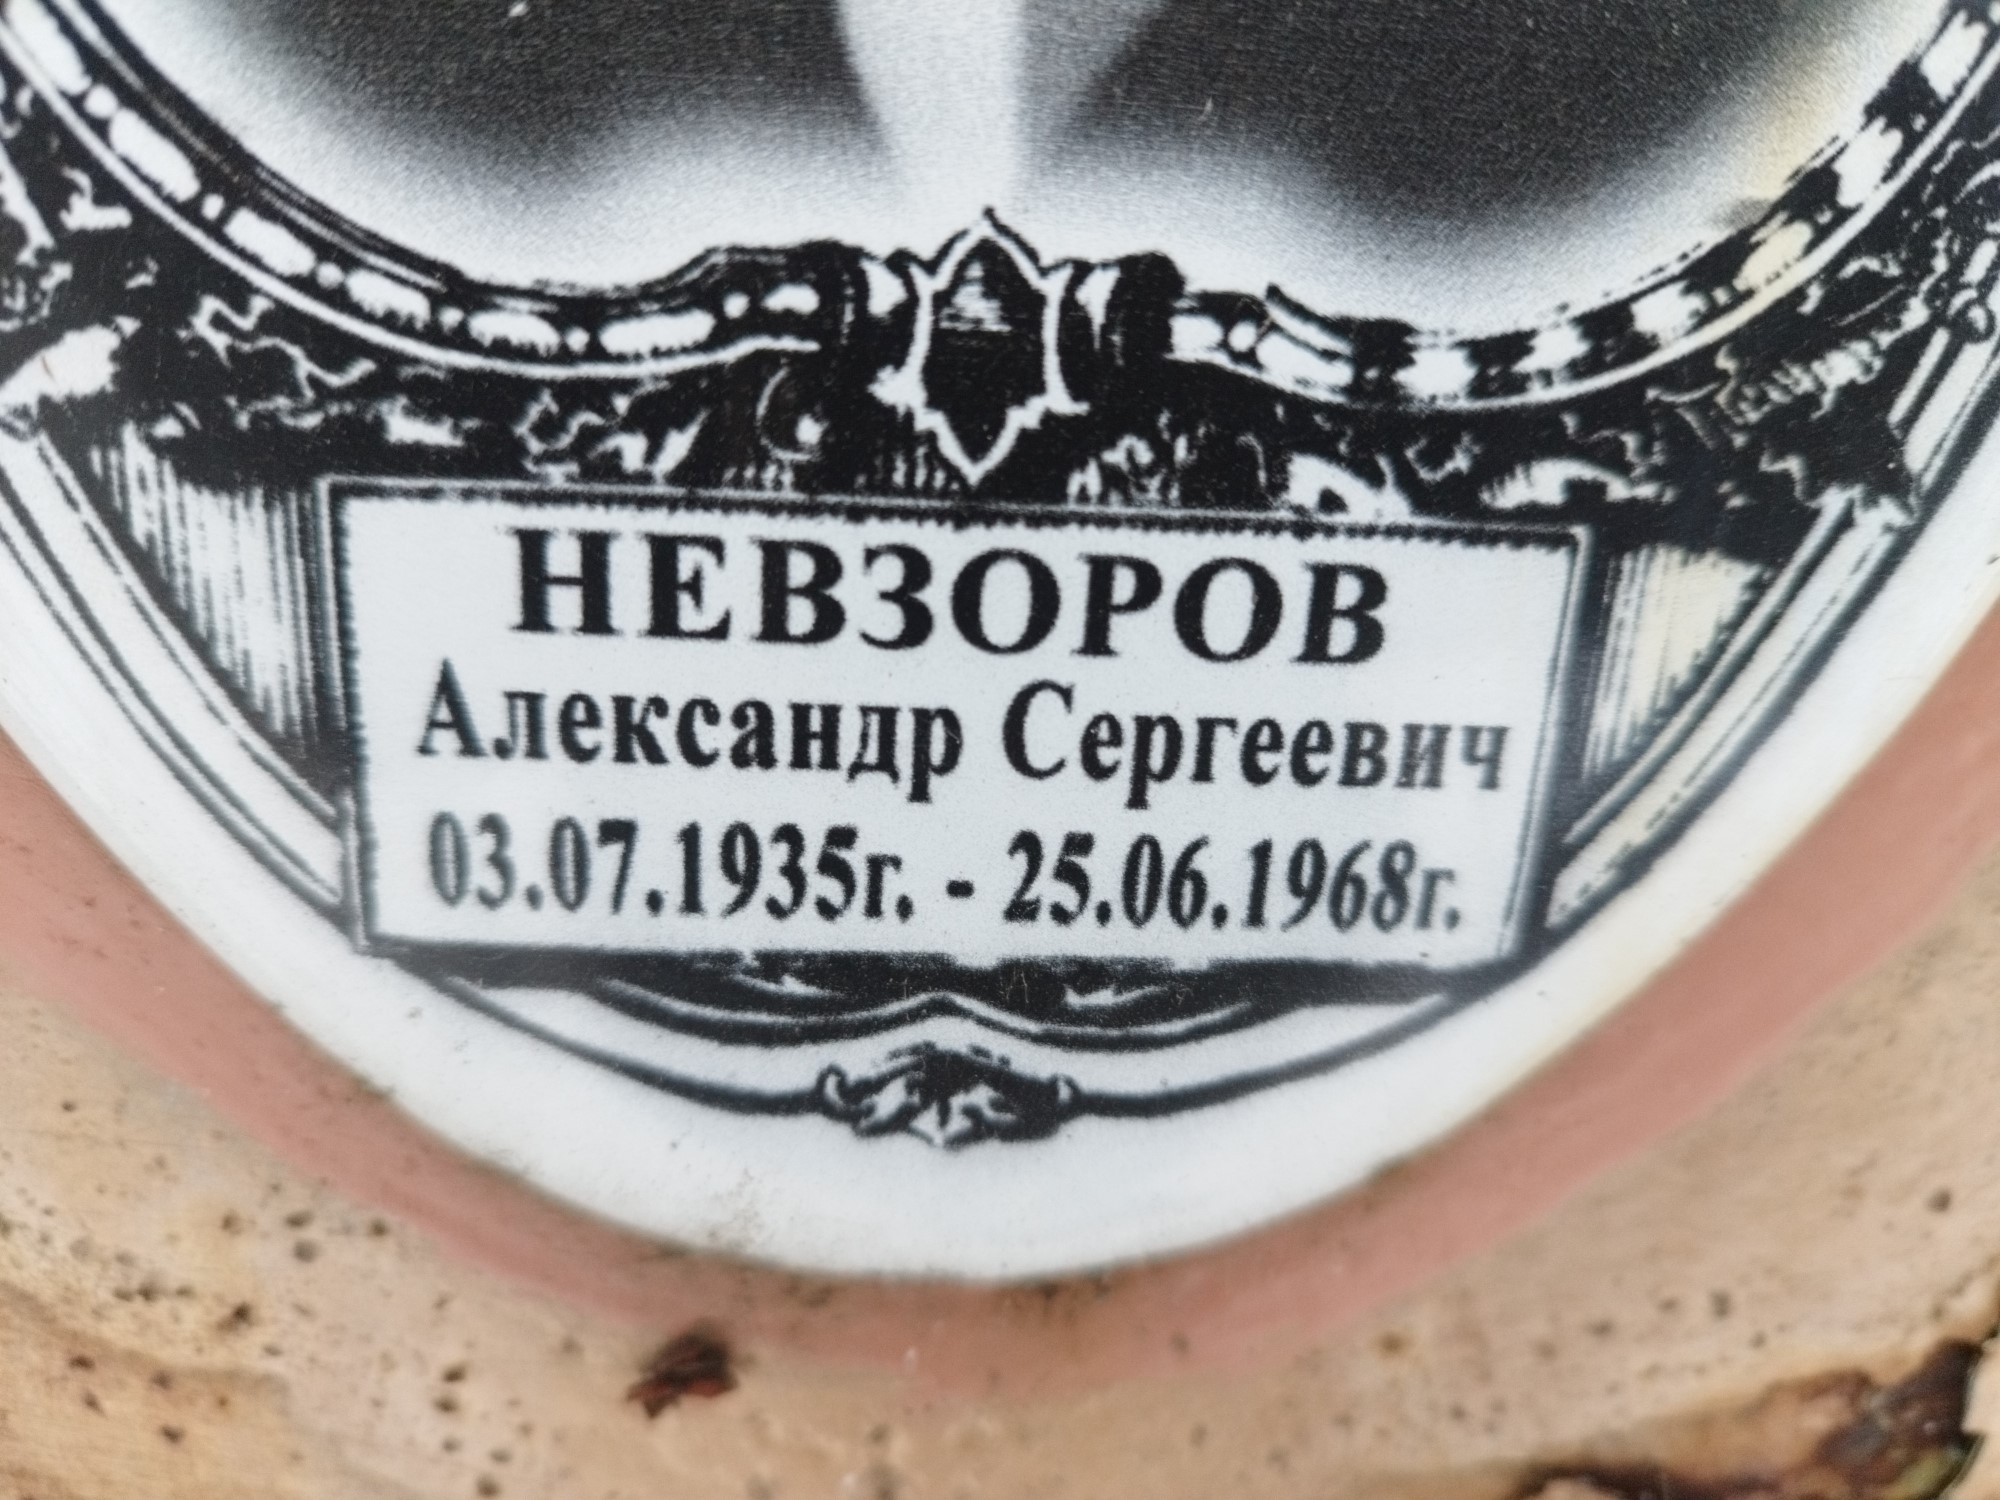 НЕВЗОРОВ
Александр Сергеевич
03.07.1935г. - 25.06.1968г.